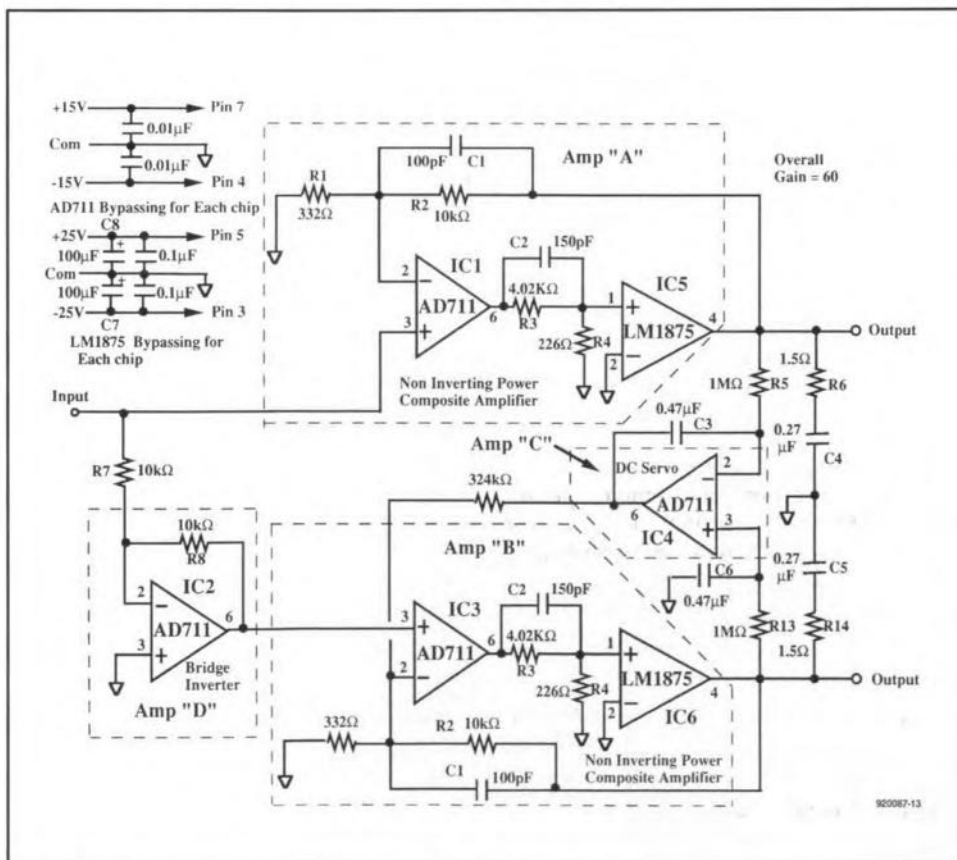 +15V
Pin 7
0.01µF
Com
0.01µF
-15V
Pin 4
AD711 Bypassing for Each chip
C8
+25V
Pin 5
100µF
+
0.1µF
Com
100µF
+
0.1µF
-25V
Pin 3
C7
LM1875 Bypassing for
Each chip
100pF
C1
Amp "A"
Overall
Gain = 60
R1
332Ω
R2
10kΩ
C2
150pF
IC1
2
−
AD711
6
3
+
4.02KΩ
R3
IC5
1
+
LM1875
4
226Ω
R4
2
−
Output
Non Inverting Power
Composite Amplifier
1.5Ω
1MΩ
R5
R6
Input
0.47µF
C3
0.27
µF
C4
R7
10kΩ
Amp "C"
DC Servo
2
−
AD711
6
+
3
IC4
324kΩ
10kΩ
R8
Amp "B"
IC2
2
−
AD711
6
3
+
Bridge
Inverter
Amp "D"
C6
0.47µF
0.27
µF
C5
C2
150pF
IC3
3
+
AD711
6
2
−
4.02KΩ
R3
1
+
LM1875
4
226Ω
R4
2
−
IC6
1MΩ
R13
R14
1.5Ω
Output
332Ω
R2
10kΩ
C1
100pF
Non Inverting Power
Composite Amplifier
920087-13